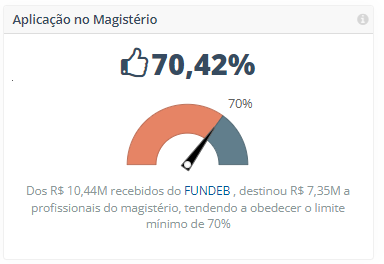 Aplicação no Magistério
70,42%
70%
Dos R$ 10,44M recebidos do FUNDEB , destinou R$ 7,35M a
profissionais do magistério, tendendo a obedecer o limite
mínimo de 70%